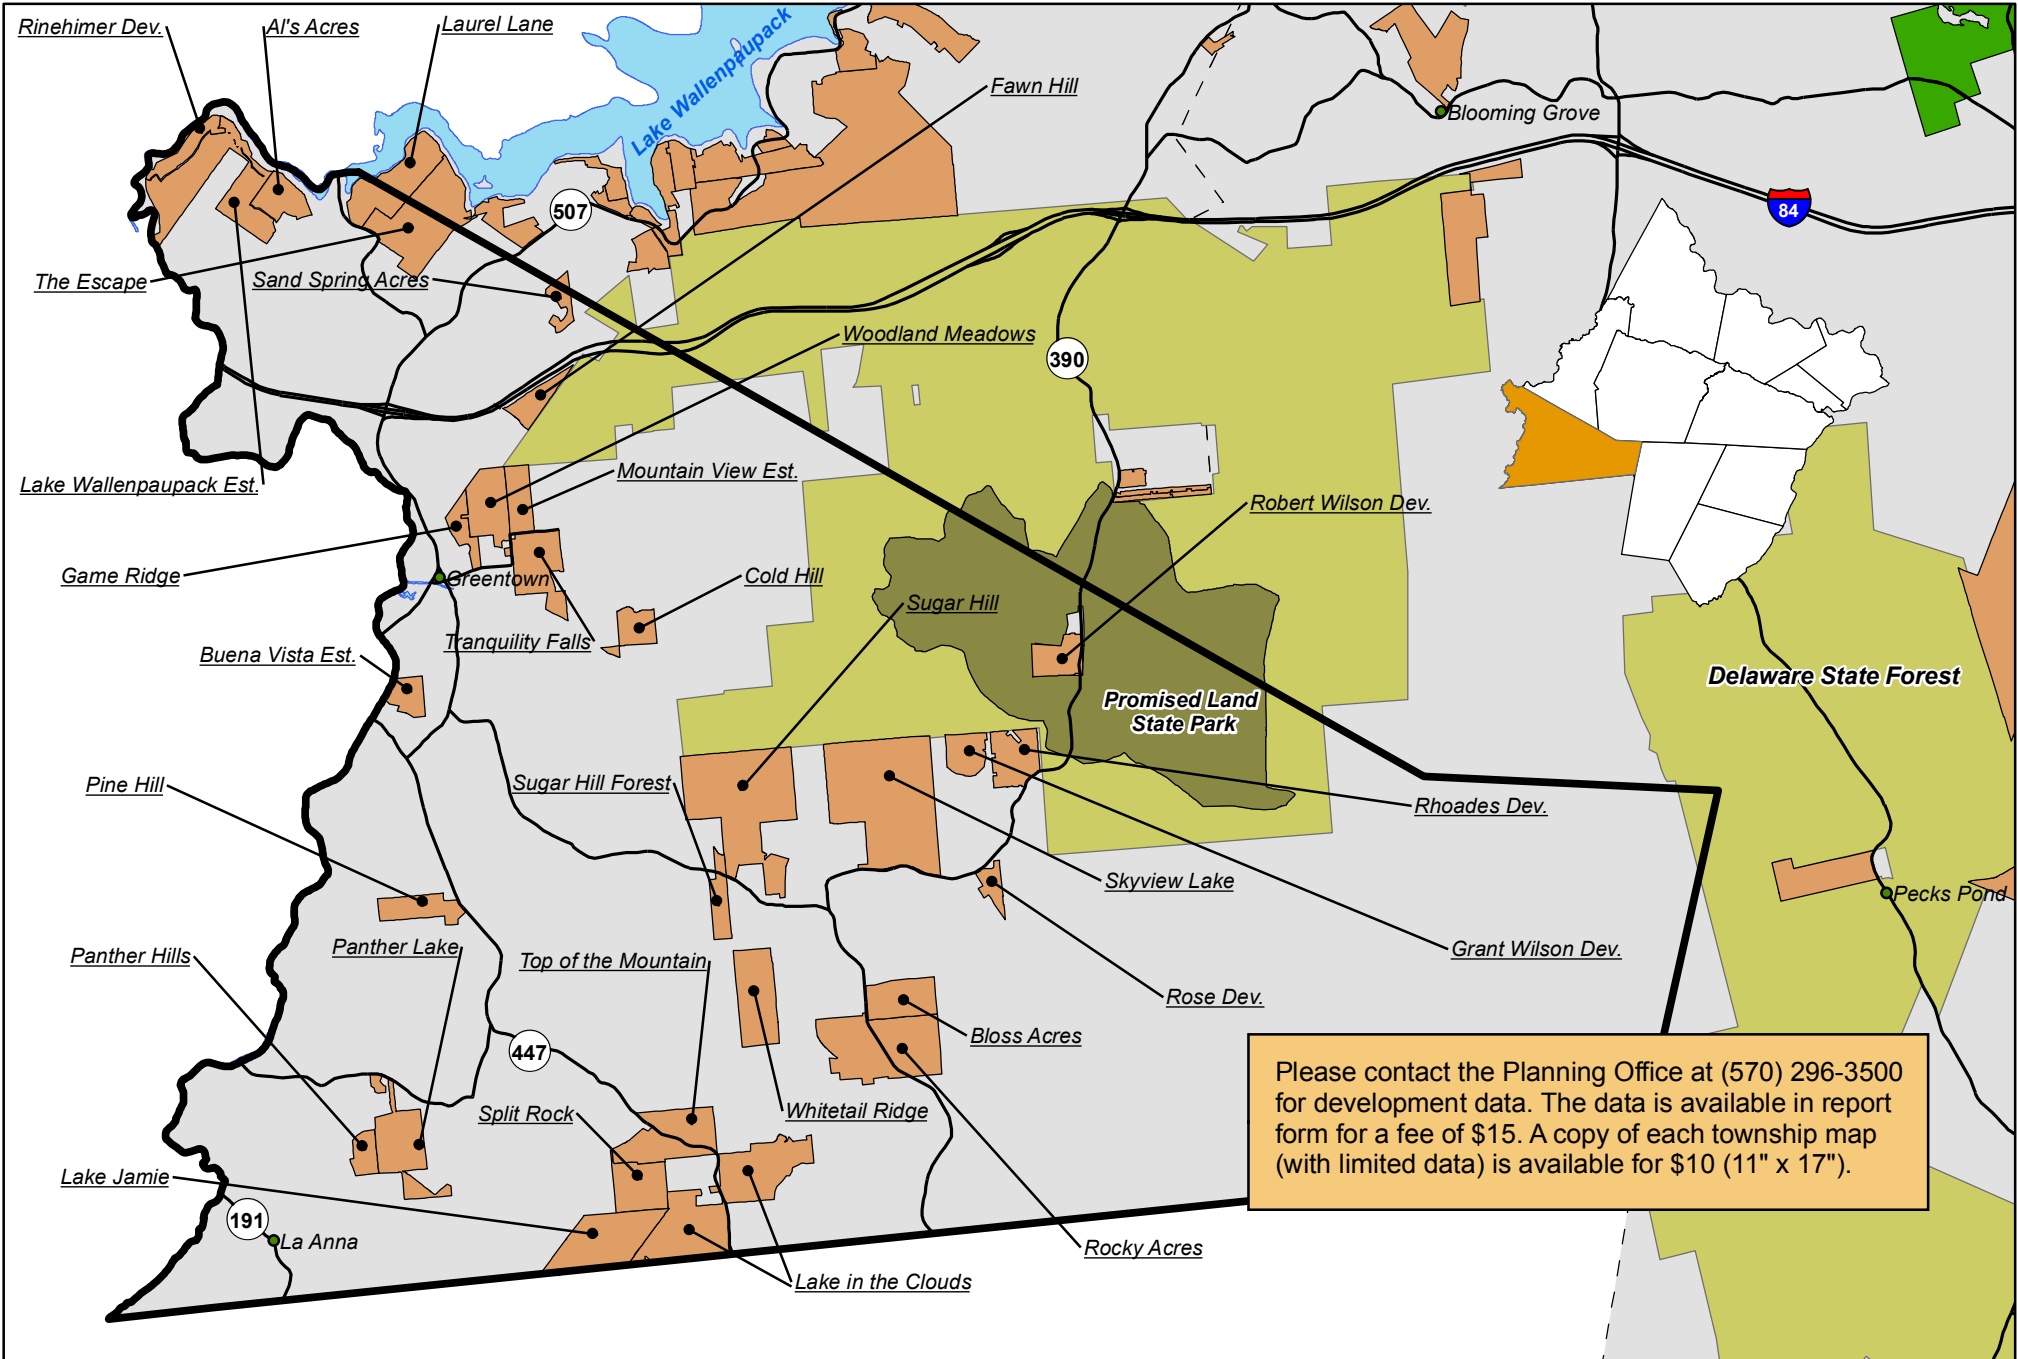 Rinehimer Dev.
Al's Acres
Laurel Lane
Lake Wallenpaupack
Fawn Hill
Blooming Grove
507
84
The Escape
Sand Spring Acres
Woodland Meadows
390
Lake Wallenpaupack Est.
Mountain View Est.
Robert Wilson Dev.
Game Ridge
Greentown
Cold Hill
Sugar Hill
Tranquility Falls
Buena Vista Est.
Delaware State Forest
Promised Land
State Park
Pine Hill
Sugar Hill Forest
Rhoades Dev.
Skyview Lake
Pecks Pond
Panther Hills
Panther Lake
Top of the Mountain
Grant Wilson Dev.
Rose Dev.
Bloss Acres
447
Please contact the Planning Office at (570) 296-3500
for development data. The data is available in report
form for a fee of $15. A copy of each township map
(with limited data) is available for $10 (11" x 17").
Split Rock
Whitetail Ridge
Lake Jamie
191
La Anna
Rocky Acres
Lake in the Clouds